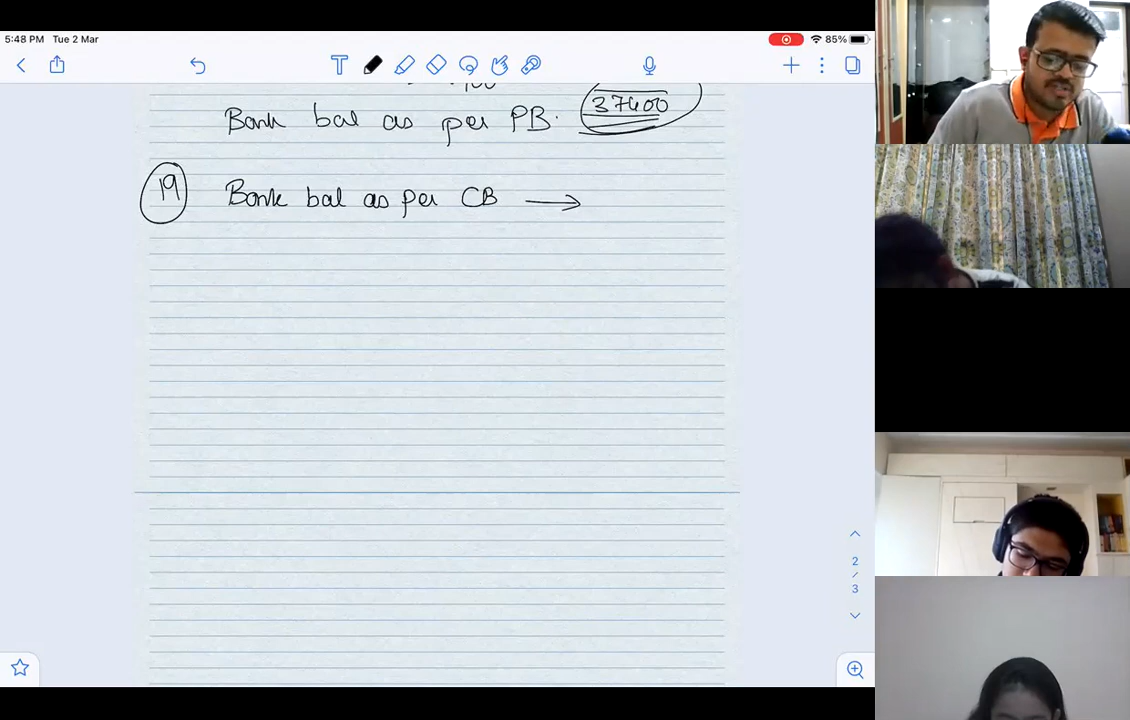 5:48 PM Tue 2 Mar
85%
T
Bank bal as per PB. 37400
19 Bank bal as per CB →
2
/
3